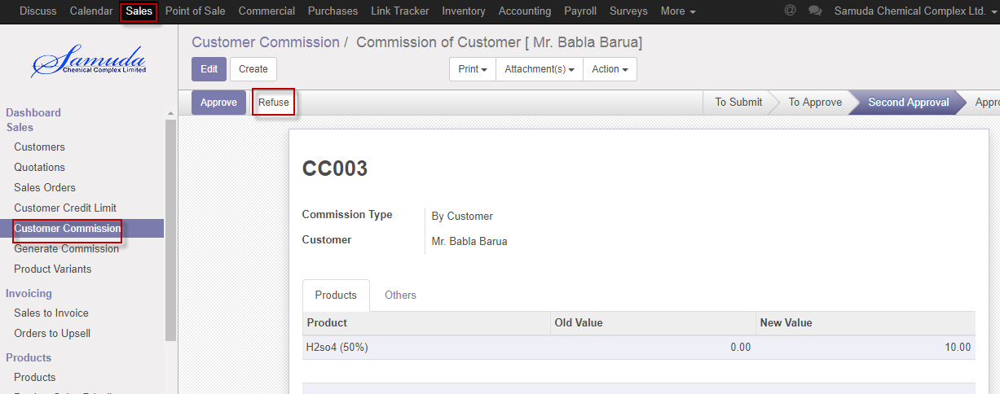 Discuss Calendar Sales Point of Sale Commercial Purchases Link Tracker Inventory Accounting Payroll Surveys More @ Samuda Chemical Complex Ltd.
Samuda
Chemical Complex Limited
Customer Commission / Commission of Customer [ Mr. Babla Barua]
Edit Create Print Attachment(s) Action
Approve Refuse To Submit To Approve Second Approval
Dashboard
Sales
Customers
Quotations
Sales Orders
Customer Credit Limit
Customer Commission
Generate Commission
Product Variants
Invoicing
Sales to Invoice
Orders to Upsell
Products
Products
CC003
Commission Type By Customer
Customer Mr. Babla Barua
Products Others
Product Old Value New Value
H2so4 (50%) 0.00 10.00